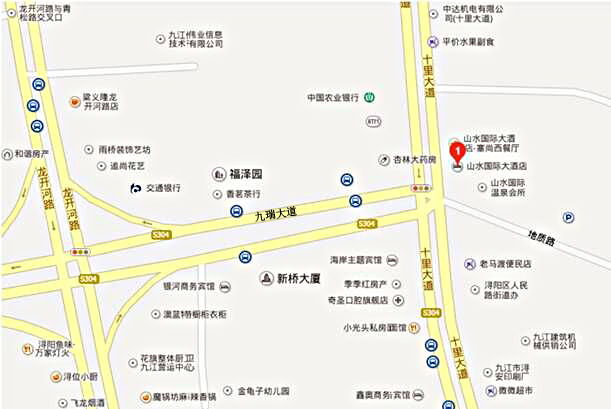 龙开河路与青
松路交叉口
中达机电有限公
司(十里大道)
九江伟业信息
技术有限公司
平价水果副食
十里大道
梁义隆龙
开河路店
中国农业银行
ATM
山水国际大酒
店-塞尚西餐厅
1
山水国际大酒店
和谐房产
雨桥装饰艺坊
追尚花艺
杏林大药房
福泽园
交通银行
香茗茶行
山水国际
温泉会所
龙开河路
龙开河路
九瑞大道
P
S304
S304
地质路
S304
十里大道
海岸主题宾馆
老马渡便民店
新桥大厦
银河商务宾馆
季季红房产
奇圣口腔旗舰店
浔阳区人民
路街道办
S304
澳蓝特橱柜衣柜
小光头私房面馆
九江建筑机
械供销公司
浔阳鱼味-
万家灯火
十里大道
花旗整体厨卫
九江营运中心
浔位小厨
九江市浔
安印刷厂
微微超市
魔锅坊麻辣香锅
金龟子幼儿园
鑫奥商务宾馆
飞龙烟酒